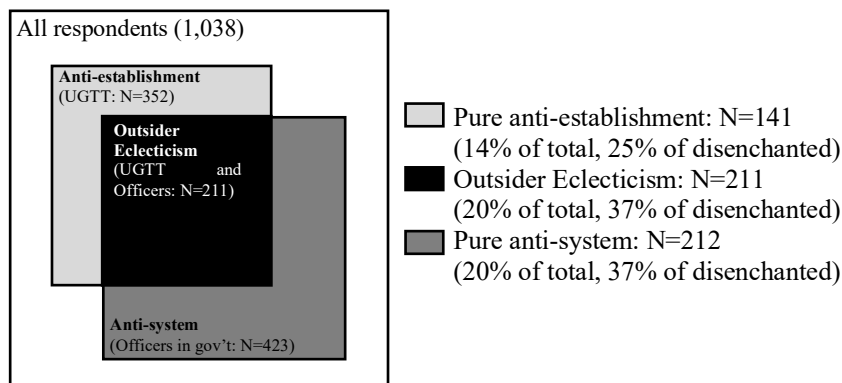 All respondents (1,038)
Anti-establishment
(UGTT: N=352)
Outsider
Eclecticism
(UGTT and
Officers: N=211)
Anti-system
(Officers in gov’t: N=423)
Pure anti-establishment: N=141
(14% of total, 25% of disenchanted)
Outsider Eclecticism: N=211
(20% of total, 37% of disenchanted)
Pure anti-system: N=212
(20% of total, 37% of disenchanted)